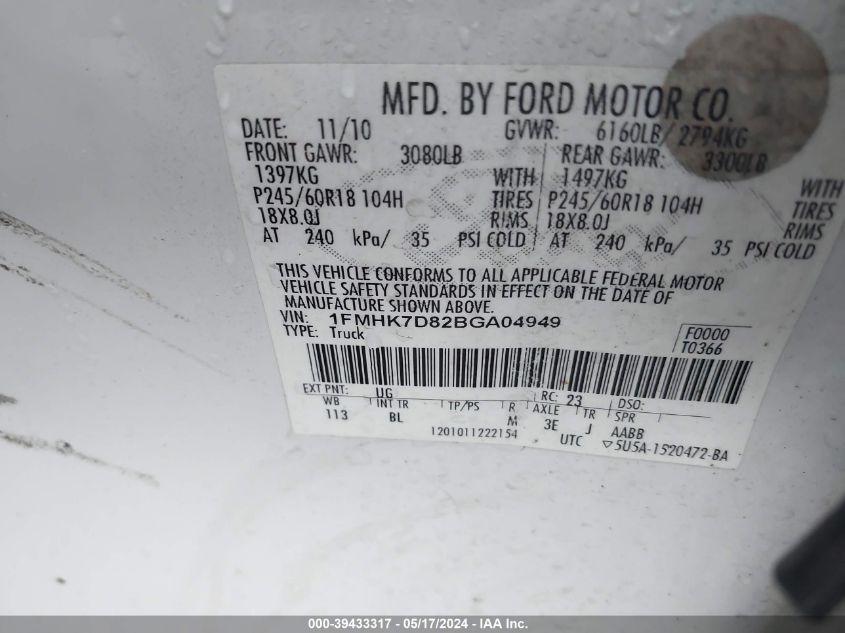 MFD. BY FORD MOTOR CO.
DATE: 11/10 GVWR: 6160LB/2794KG
FRONT GAWR: 3080LB REAR GAWR: 3300LB
1397KG WITH 1497KG WITH
P245/60R18 104H TIRES P245/60R18 104H TIRES
18X8.0J RIMS 18X8.0J RIMS
AT 240 kPa/ 35 PSI COLD AT 240 kPa/ 35 PSI COLD
THIS VEHICLE CONFORMS TO ALL APPLICABLE FEDERAL MOTOR
VEHICLE SAFETY STANDARDS IN EFFECT ON THE DATE OF
MANUFACTURE SHOWN ABOVE.
VIN: 1FMHK7D82BGA04949 F0000
TYPE: Truck T0366
EXT PNT: UG RC: 23 DSO:
WB INT TR TP/PS R AXLE TR SPR
113 BL M 3E J AABB
1201011222154 UTC ▽5U5A-1520472-BA
000-39433317 - 05/17/2024 - IAA Inc.